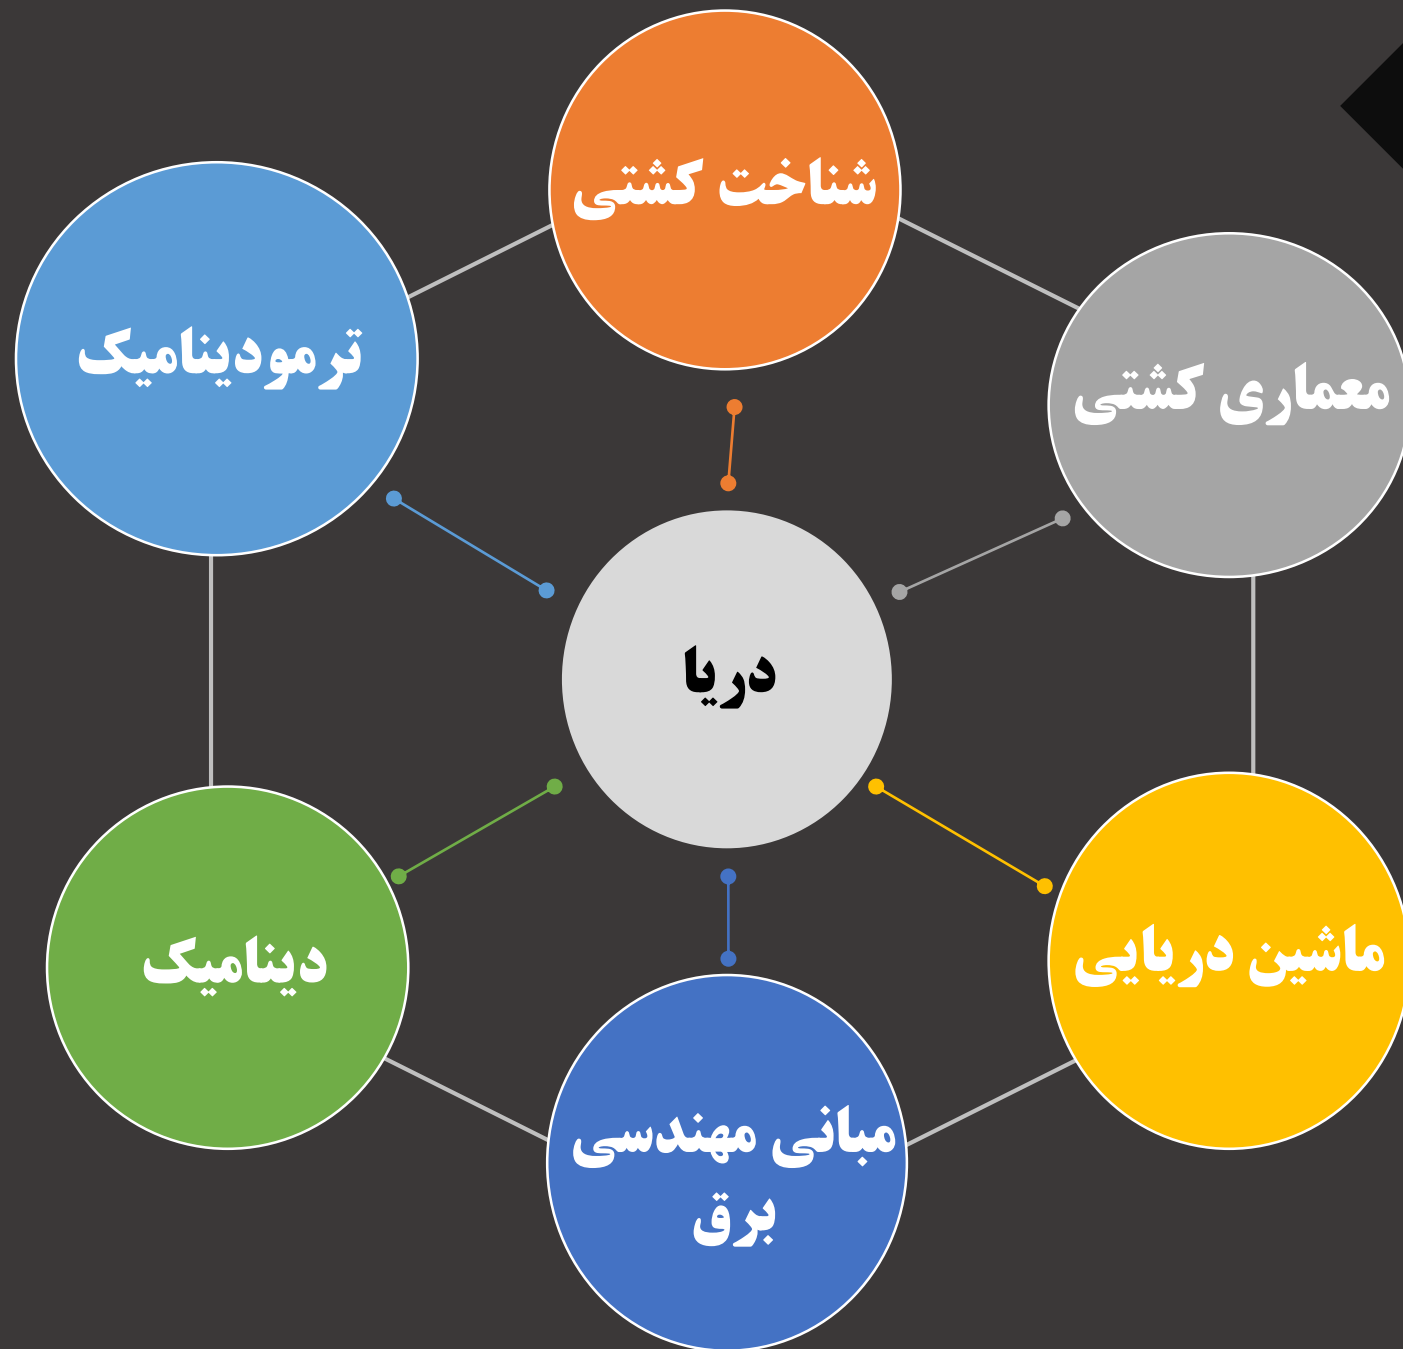 شناخت کشتی
معماری کشتی
ترمودینامیک
دریا
ماشین دریایی
دینامیک
مبانی مهندسی
برق